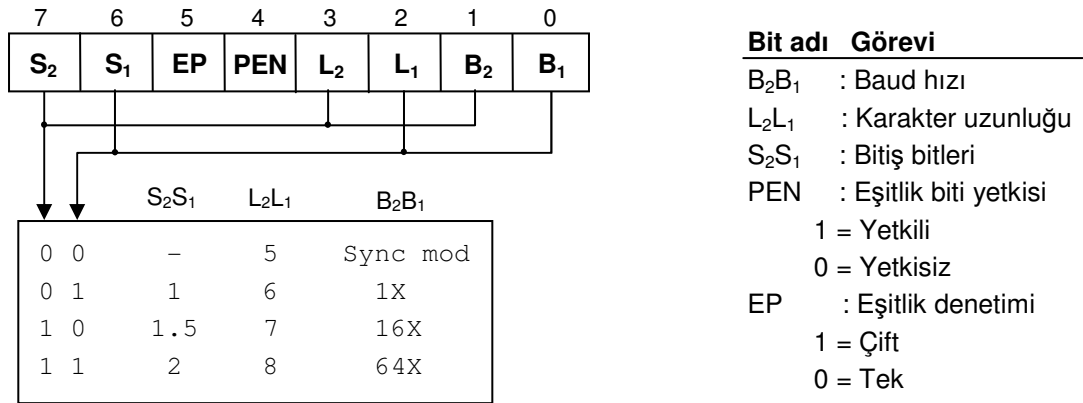 7 6 5 4 3 2 1 0
S₂ S₁ EP PEN L₂ L₁ B₂ B₁
S₂S₁ L₂L₁ B₂B₁
0 0 – 5 Sync mod
0 1 1 6 1X
1 0 1.5 7 16X
1 1 2 8 64X
Bit adı Görevi
B₂B₁ : Baud hızı
L₂L₁ : Karakter uzunluğu
S₂S₁ : Bitiş bitleri
PEN : Eşitlik biti yetkisi
1 = Yetkili
0 = Yetkisiz
EP : Eşitlik denetimi
1 = Çift
0 = Tek